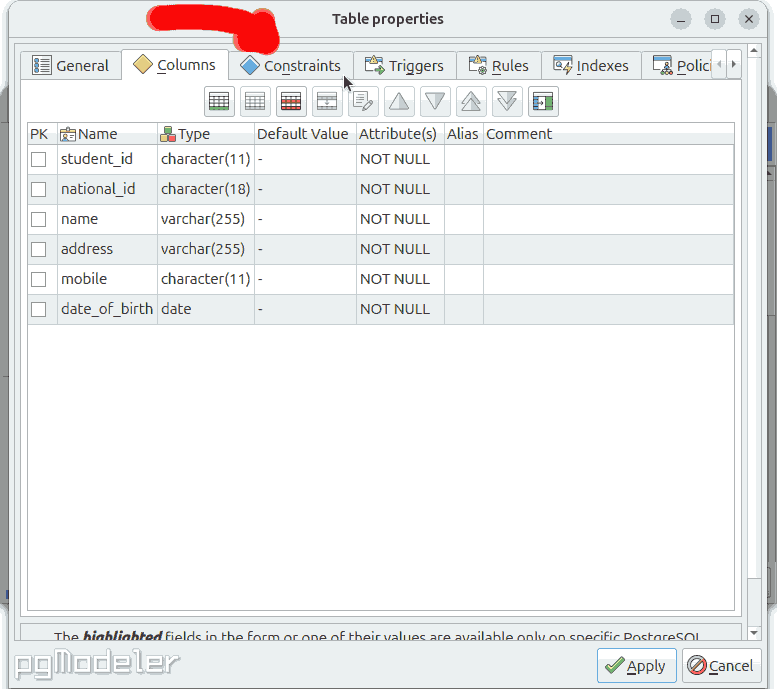 Table properties
General Columns Constraints Triggers Rules Indexes Polici
PK Name Type Default Value Attribute(s) Alias Comment
student_id character(11) - NOT NULL
national_id character(18) - NOT NULL
name varchar(255) - NOT NULL
address varchar(255) - NOT NULL
mobile character(11) - NOT NULL
date_of_birth date - NOT NULL
The highlighted fields in the form or one of their values are available only on specific PostgreSQL
pgModeler Apply Cancel